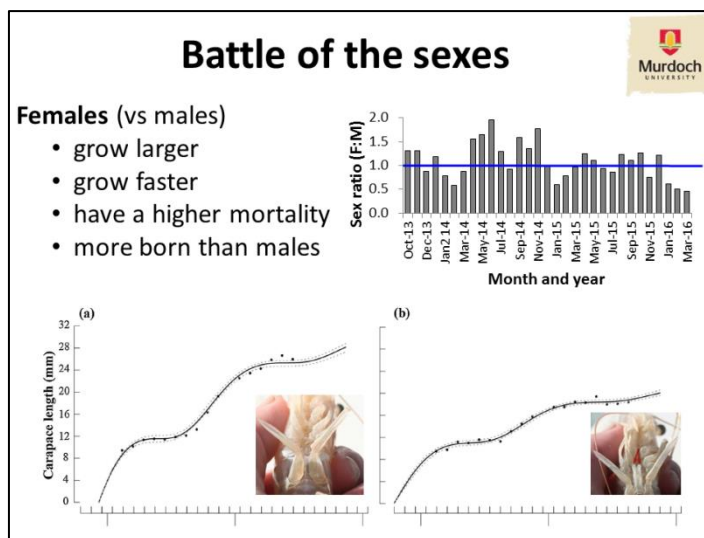 Battle of the sexes
Murdoch
UNIVERSITY
Females (vs males)
• grow larger
• grow faster
• have a higher mortality
• more born than males
Sex ratio (F:M)
2.0
1.5
1.0
0.5
0.0
Oct-13
Dec-13
Jan2 14
Mar-14
May-14
Jul-14
Sep-14
Nov-14
Jan-15
Mar-15
May-15
Jul-15
Sep-15
Nov-15
Jan-16
Mar-16
Month and year
(a)
(b)
Carapace length (mm)
32
28
24
20
16
12
8
4
0